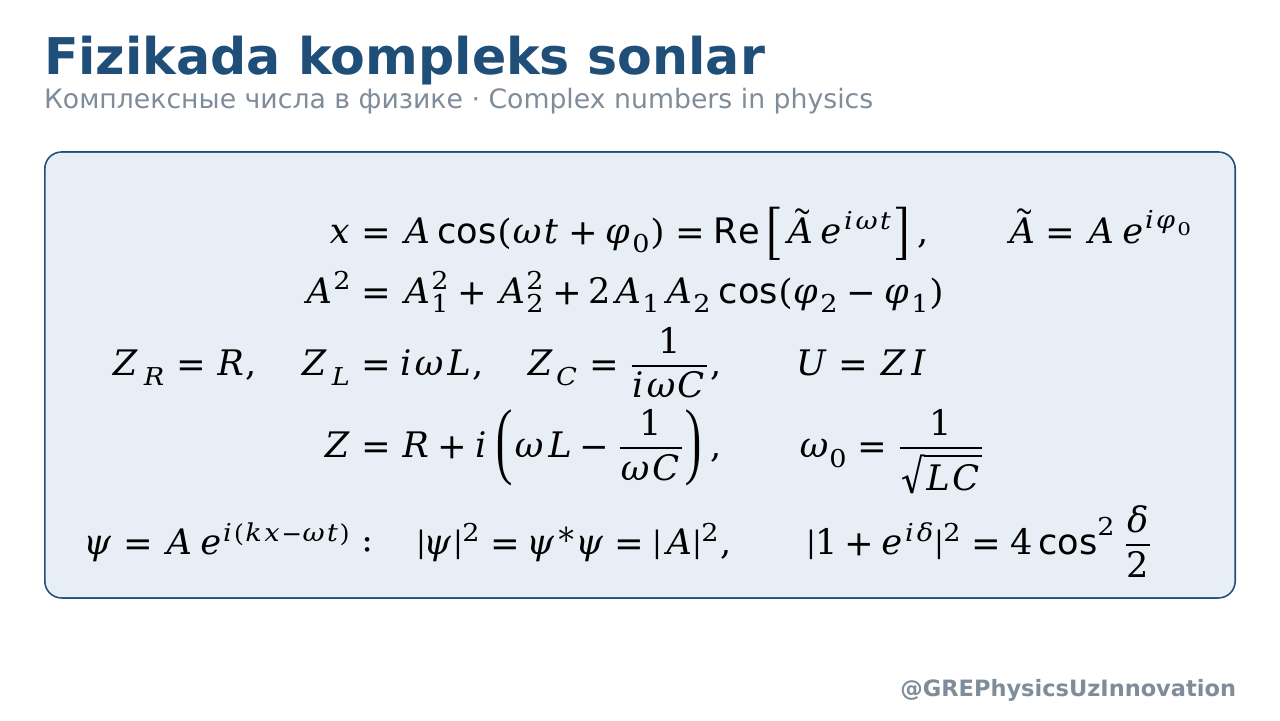 Fizikada kompleks sonlar
Комплексные числа в физике · Complex numbers in physics
x = A cos(ωt + φ₀) = Re[Ã e^{iωt}],  Ã = A e^{iφ₀}
A² = A₁² + A₂² + 2A₁A₂ cos(φ₂ − φ₁)
Z_R = R,  Z_L = iωL,  Z_C = 1/(iωC),  U = ZI
Z = R + i(ωL − 1/(ωC)),  ω₀ = 1/√(LC)
ψ = A e^{i(kx−ωt)} :  |ψ|² = ψ*ψ = |A|²,  |1 + e^{iδ}|² = 4 cos² δ/2
@GREPhysicsUzInnovation